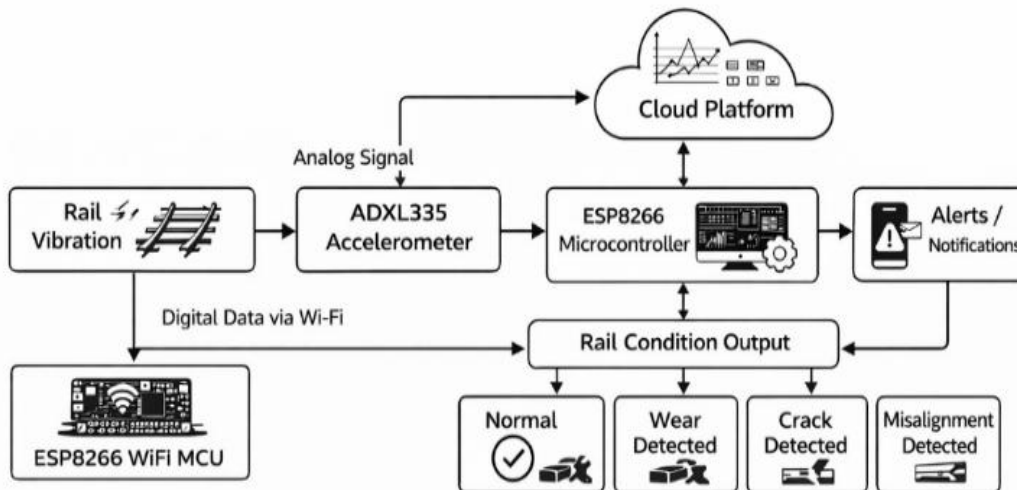 Cloud Platform
Analog Signal
Rail
Vibration
ADXL335
Accelerometer
ESP8266
Microcontroller
Alerts /
Notifications
Digital Data via Wi-Fi
Rail Condition Output
ESP8266 WiFi MCU
Normal
Wear
Detected
Crack
Detected
Misalignment
Detected